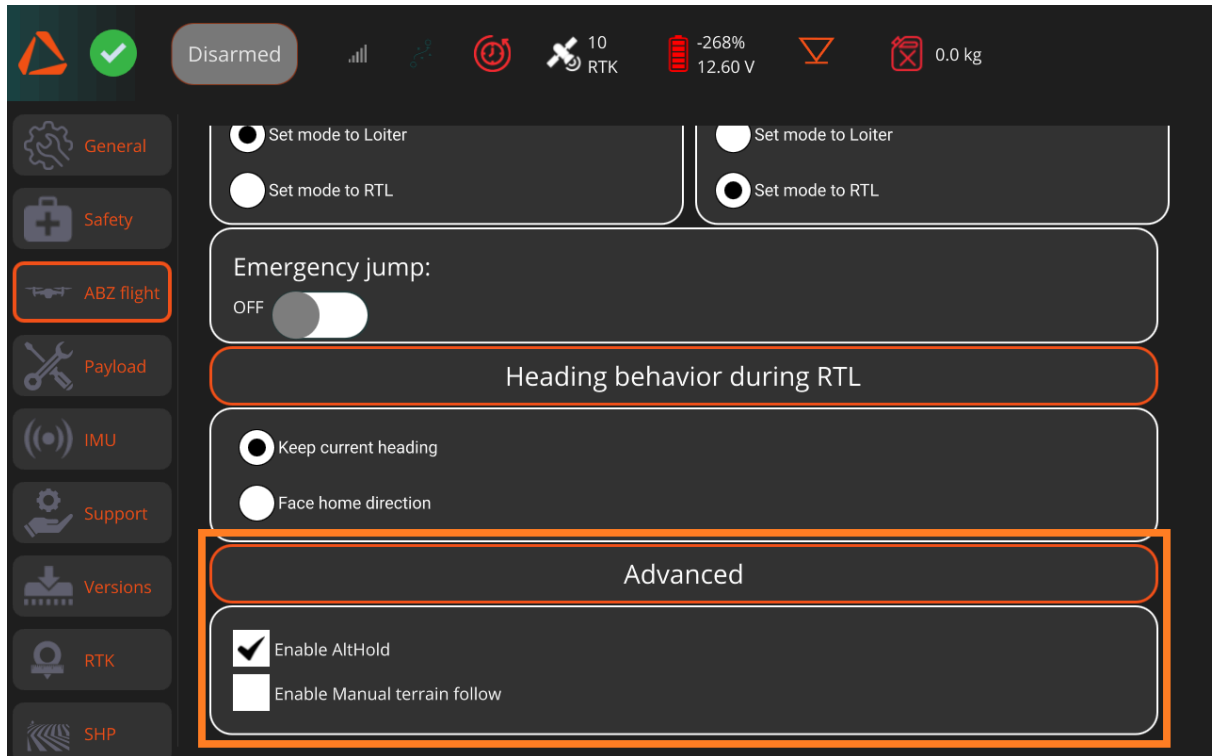 Disarmed
10
RTK
-268%
12.60 V
0.0 kg
General
Safety
ABZ flight
Payload
IMU
Support
Versions
RTK
SHP
Set mode to Loiter
Set mode to RTL
Set mode to Loiter
Set mode to RTL
Emergency jump:
OFF
Heading behavior during RTL
Keep current heading
Face home direction
Advanced
Enable AltHold
Enable Manual terrain follow